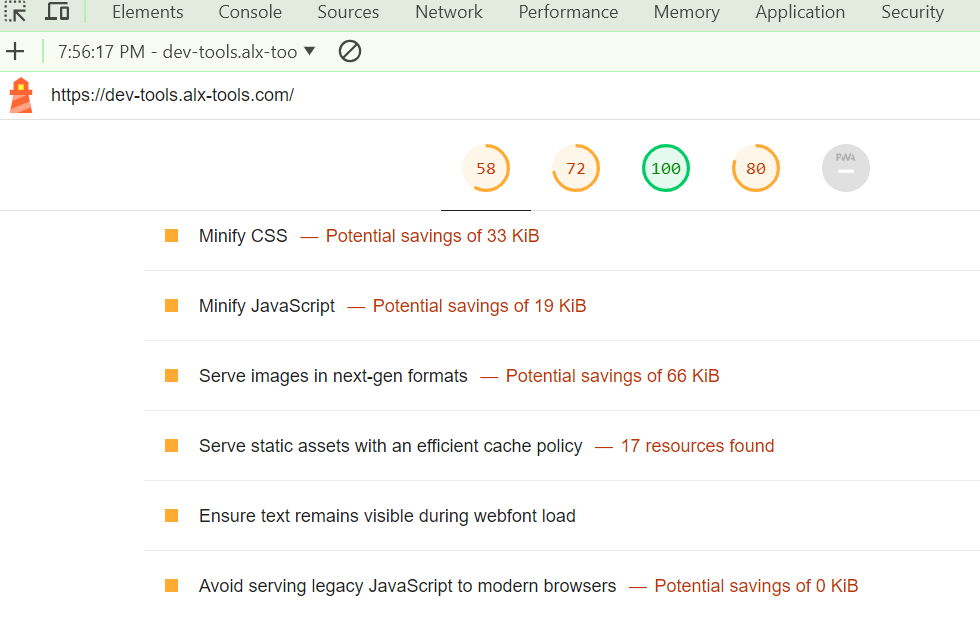 Elements Console Sources Network Performance Memory Application Security
7:56:17 PM - dev-tools.alx-too
https://dev-tools.alx-tools.com/
58 72 100 80 PWA
Minify CSS — Potential savings of 33 KiB
Minify JavaScript — Potential savings of 19 KiB
Serve images in next-gen formats — Potential savings of 66 KiB
Serve static assets with an efficient cache policy — 17 resources found
Ensure text remains visible during webfont load
Avoid serving legacy JavaScript to modern browsers — Potential savings of 0 KiB